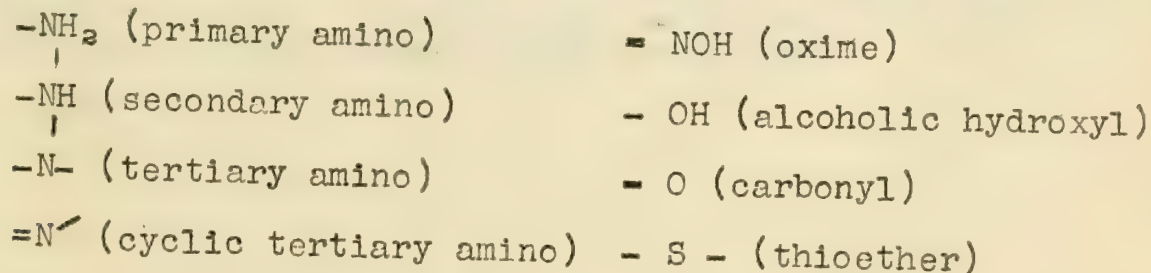 -NH₂ (primary amino)
-NH (secondary amino)
-N- (tertiary amino)
=N´ (cyclic tertiary amino)
= NOH (oxime)
- OH (alcoholic hydroxyl)
= O (carbonyl)
- S - (thioether)